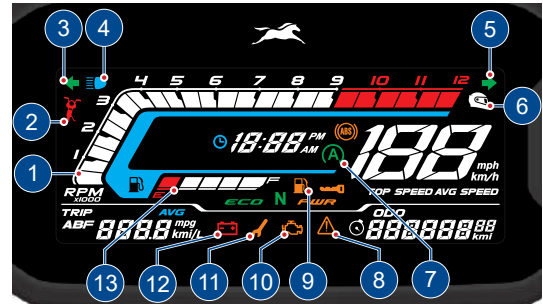 3 4 5
4 5 6 7 8 9 10 11 12
3
2 6
2
18:88 PM AM (ABS)
188
1
1
mph
km/h
(A)
RPM
x1000
E F
TOP SPEED AVG SPEED
ECO N PWR
TRIP AVG ODO
ABF 888.8 mpg km/L 888888.88 kmi
13 12 11 10 9 8 7